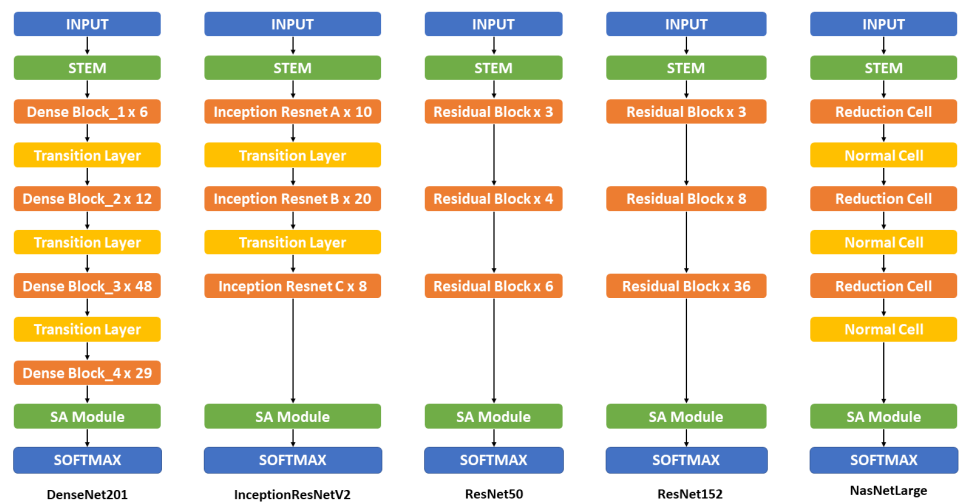 INPUT
STEM
Dense Block_1 x 6
Transition Layer
Dense Block_2 x 12
Transition Layer
Dense Block_3 x 48
Transition Layer
Dense Block_4 x 29
SA Module
SOFTMAX
DenseNet201
INPUT
STEM
Inception Resnet A x 10
Transition Layer
Inception Resnet B x 20
Transition Layer
Inception Resnet C x 8
SA Module
SOFTMAX
InceptionResNetV2
INPUT
STEM
Residual Block x 3
Residual Block x 4
Residual Block x 6
SA Module
SOFTMAX
ResNet50
INPUT
STEM
Residual Block x 3
Residual Block x 8
Residual Block x 36
SA Module
SOFTMAX
ResNet152
INPUT
STEM
Reduction Cell
Normal Cell
Reduction Cell
Normal Cell
Reduction Cell
Normal Cell
SA Module
SOFTMAX
NasNetLarge